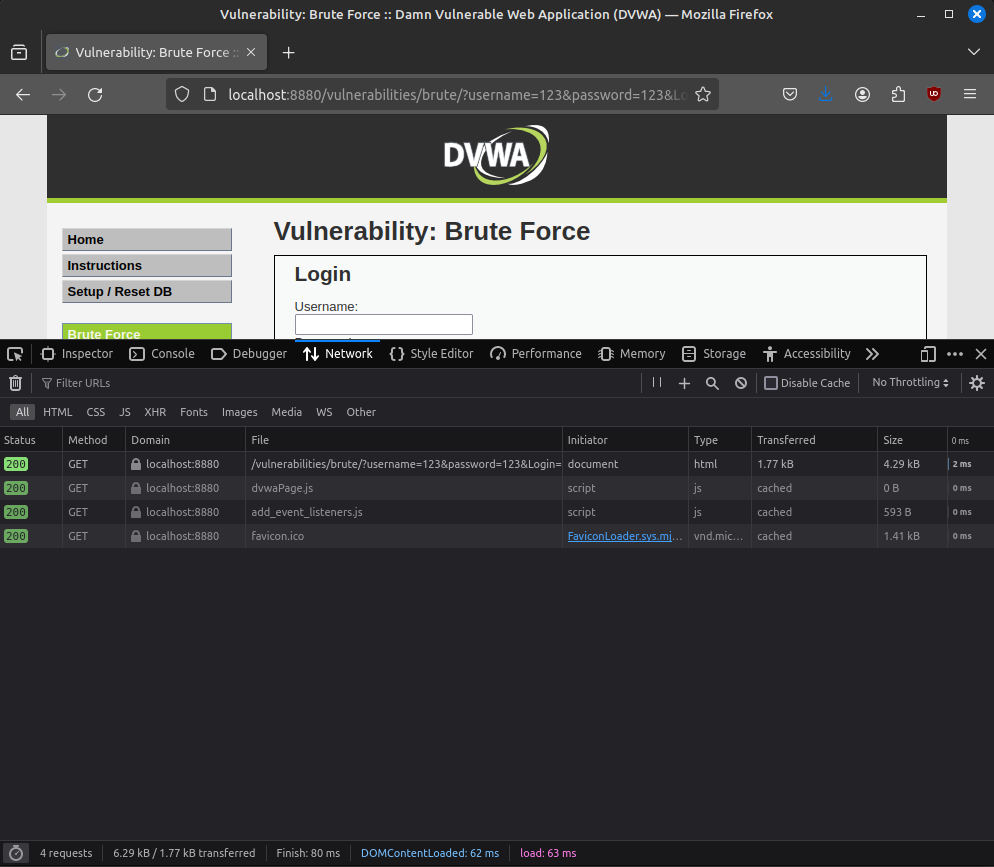 Vulnerability: Brute Force :: Damn Vulnerable Web Application (DVWA) — Mozilla Firefox
Vulnerability: Brute Force ::
localhost:8880/vulnerabilities/brute/?username=123&password=123&Lo
DVWA
Vulnerability: Brute Force
Home
Instructions
Setup / Reset DB
Brute Force
Login
Username:
Inspector Console Debugger Network Style Editor Performance Memory Storage Accessibility
Filter URLs Disable Cache No Throttling
All HTML CSS JS XHR Fonts Images Media WS Other
Status Method Domain File Initiator Type Transferred Size 0 ms
200 GET localhost:8880 /vulnerabilities/brute/?username=123&password=123&Login= document html 1.77 kB 4.29 kB 2 ms
200 GET localhost:8880 dvwaPage.js script js cached 0 B 0 ms
200 GET localhost:8880 add_event_listeners.js script js cached 593 B 0 ms
200 GET localhost:8880 favicon.ico FaviconLoader.sys.mj… vnd.mic… cached 1.41 kB 0 ms
4 requests 6.29 kB / 1.77 kB transferred Finish: 80 ms DOMContentLoaded: 62 ms load: 63 ms